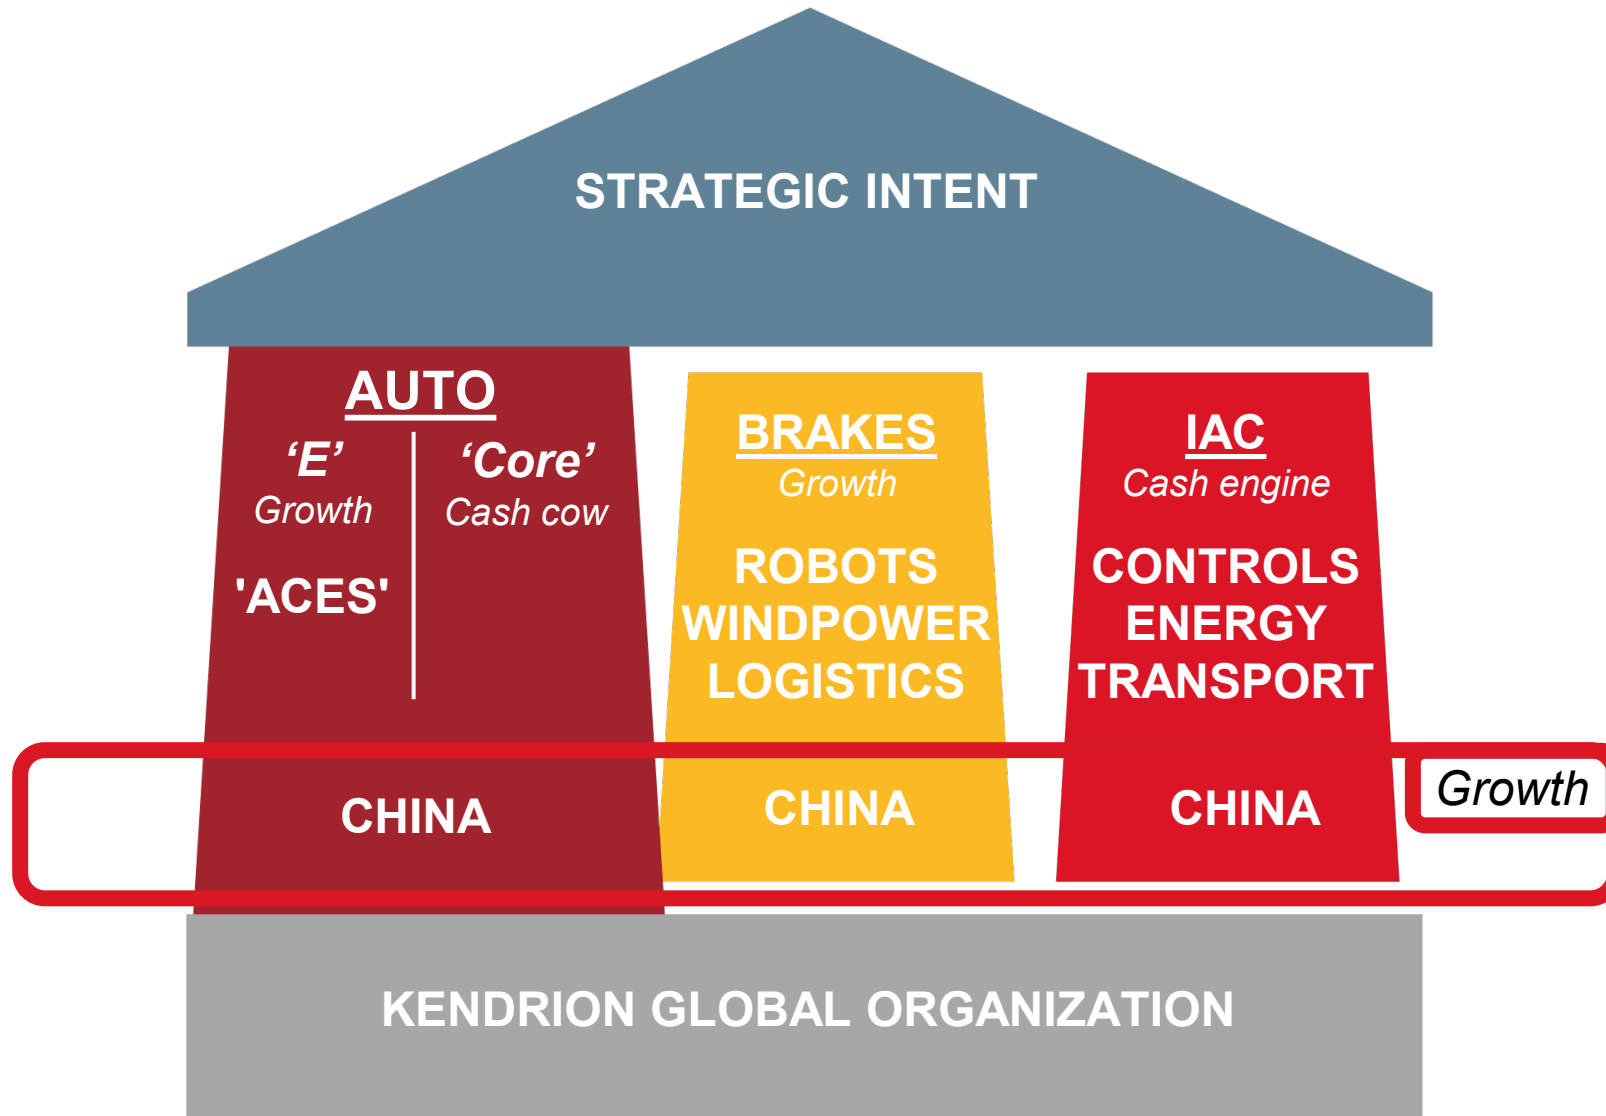 STRATEGIC INTENT
AUTO
‘E’
Growth
'ACES'
‘Core’
Cash cow
BRAKES
Growth
ROBOTS
WINDPOWER
LOGISTICS
IAC
Cash engine
CONTROLS
ENERGY
TRANSPORT
CHINA
CHINA
CHINA
Growth
KENDRION GLOBAL ORGANIZATION